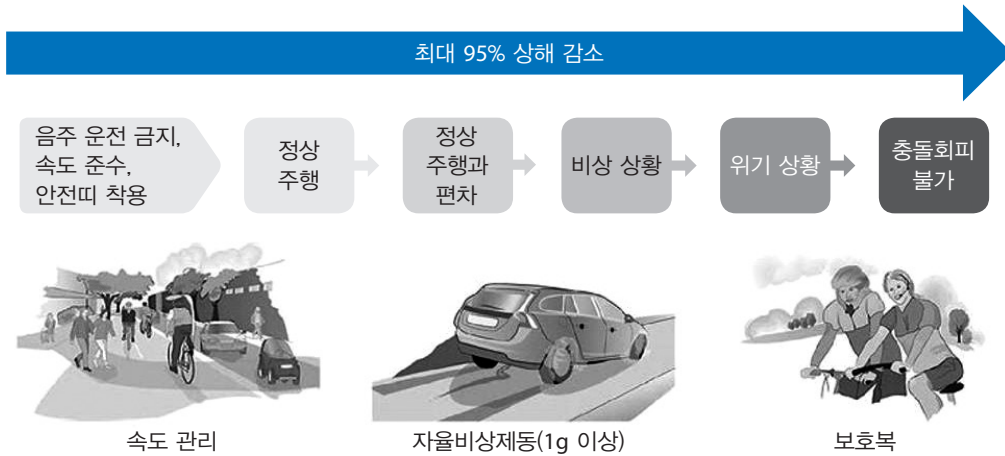 최대 95% 상해 감소
음주 운전 금지,
속도 준수,
안전띠 착용
정상
주행
정상
주행과
편차
비상 상황
위기 상황
충돌회피
불가
속도 관리
자율비상제동(1g 이상)
보호복